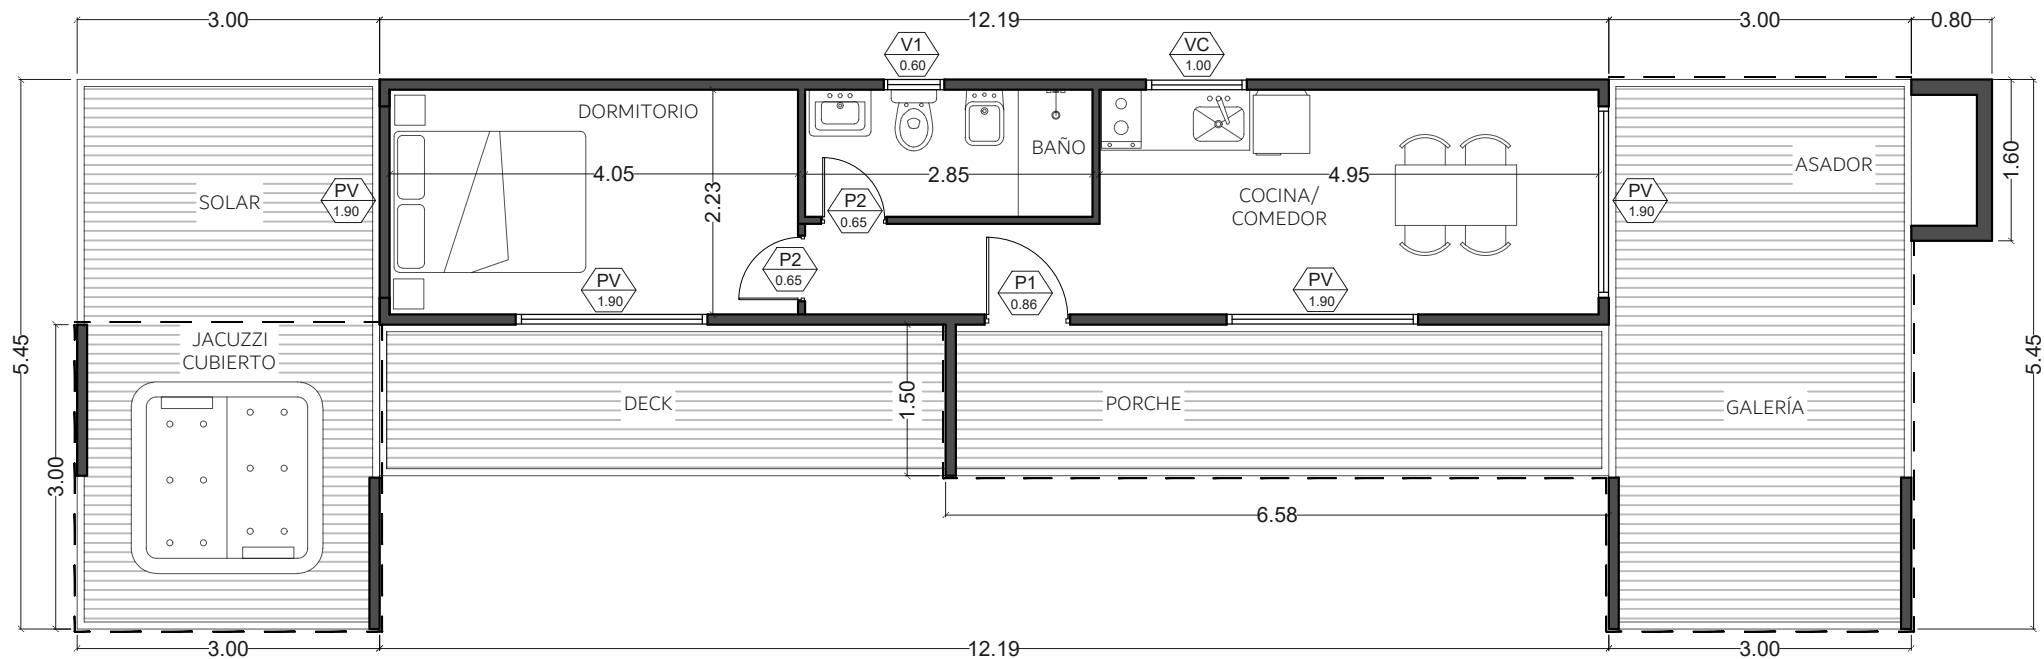 3.00
12.19
3.00
0.80
V1
0.60
VC
1.00
DORMITORIO
BAÑO
ASADOR
1.60
4.05
2.85
4.95
2.23
SOLAR
PV
1.90
P2
0.65
COCINA/
COMEDOR
PV
1.90
P2
0.65
PV
1.90
P1
0.86
PV
1.90
5.45
JACUZZI
CUBIERTO
5.45
DECK
1.50
PORCHE
GALERÍA
3.00
6.58
3.00
12.19
3.00